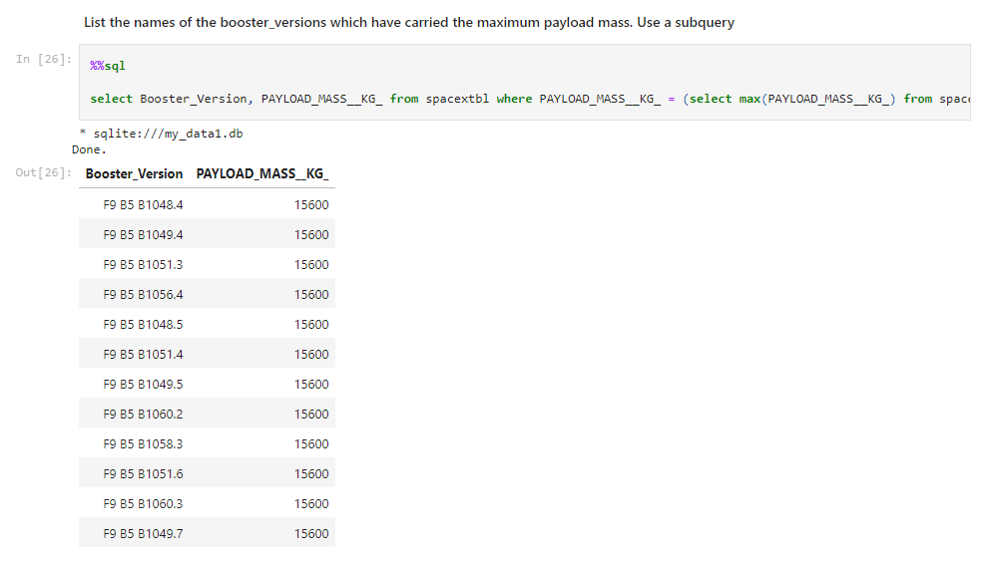 List the names of the booster_versions which have carried the maximum payload mass. Use a subquery
In [26]:
%%sql
select Booster_Version, PAYLOAD_MASS__KG_ from spacextbl where PAYLOAD_MASS__KG_ = (select max(PAYLOAD_MASS__KG_) from
* sqlite:///my_data1.db
Done.
Out[26]:
Booster_Version PAYLOAD_MASS__KG_
F9 B5 B1048.4 15600
F9 B5 B1049.4 15600
F9 B5 B1051.3 15600
F9 B5 B1056.4 15600
F9 B5 B1048.5 15600
F9 B5 B1051.4 15600
F9 B5 B1049.5 15600
F9 B5 B1060.2 15600
F9 B5 B1058.3 15600
F9 B5 B1051.6 15600
F9 B5 B1060.3 15600
F9 B5 B1049.7 15600